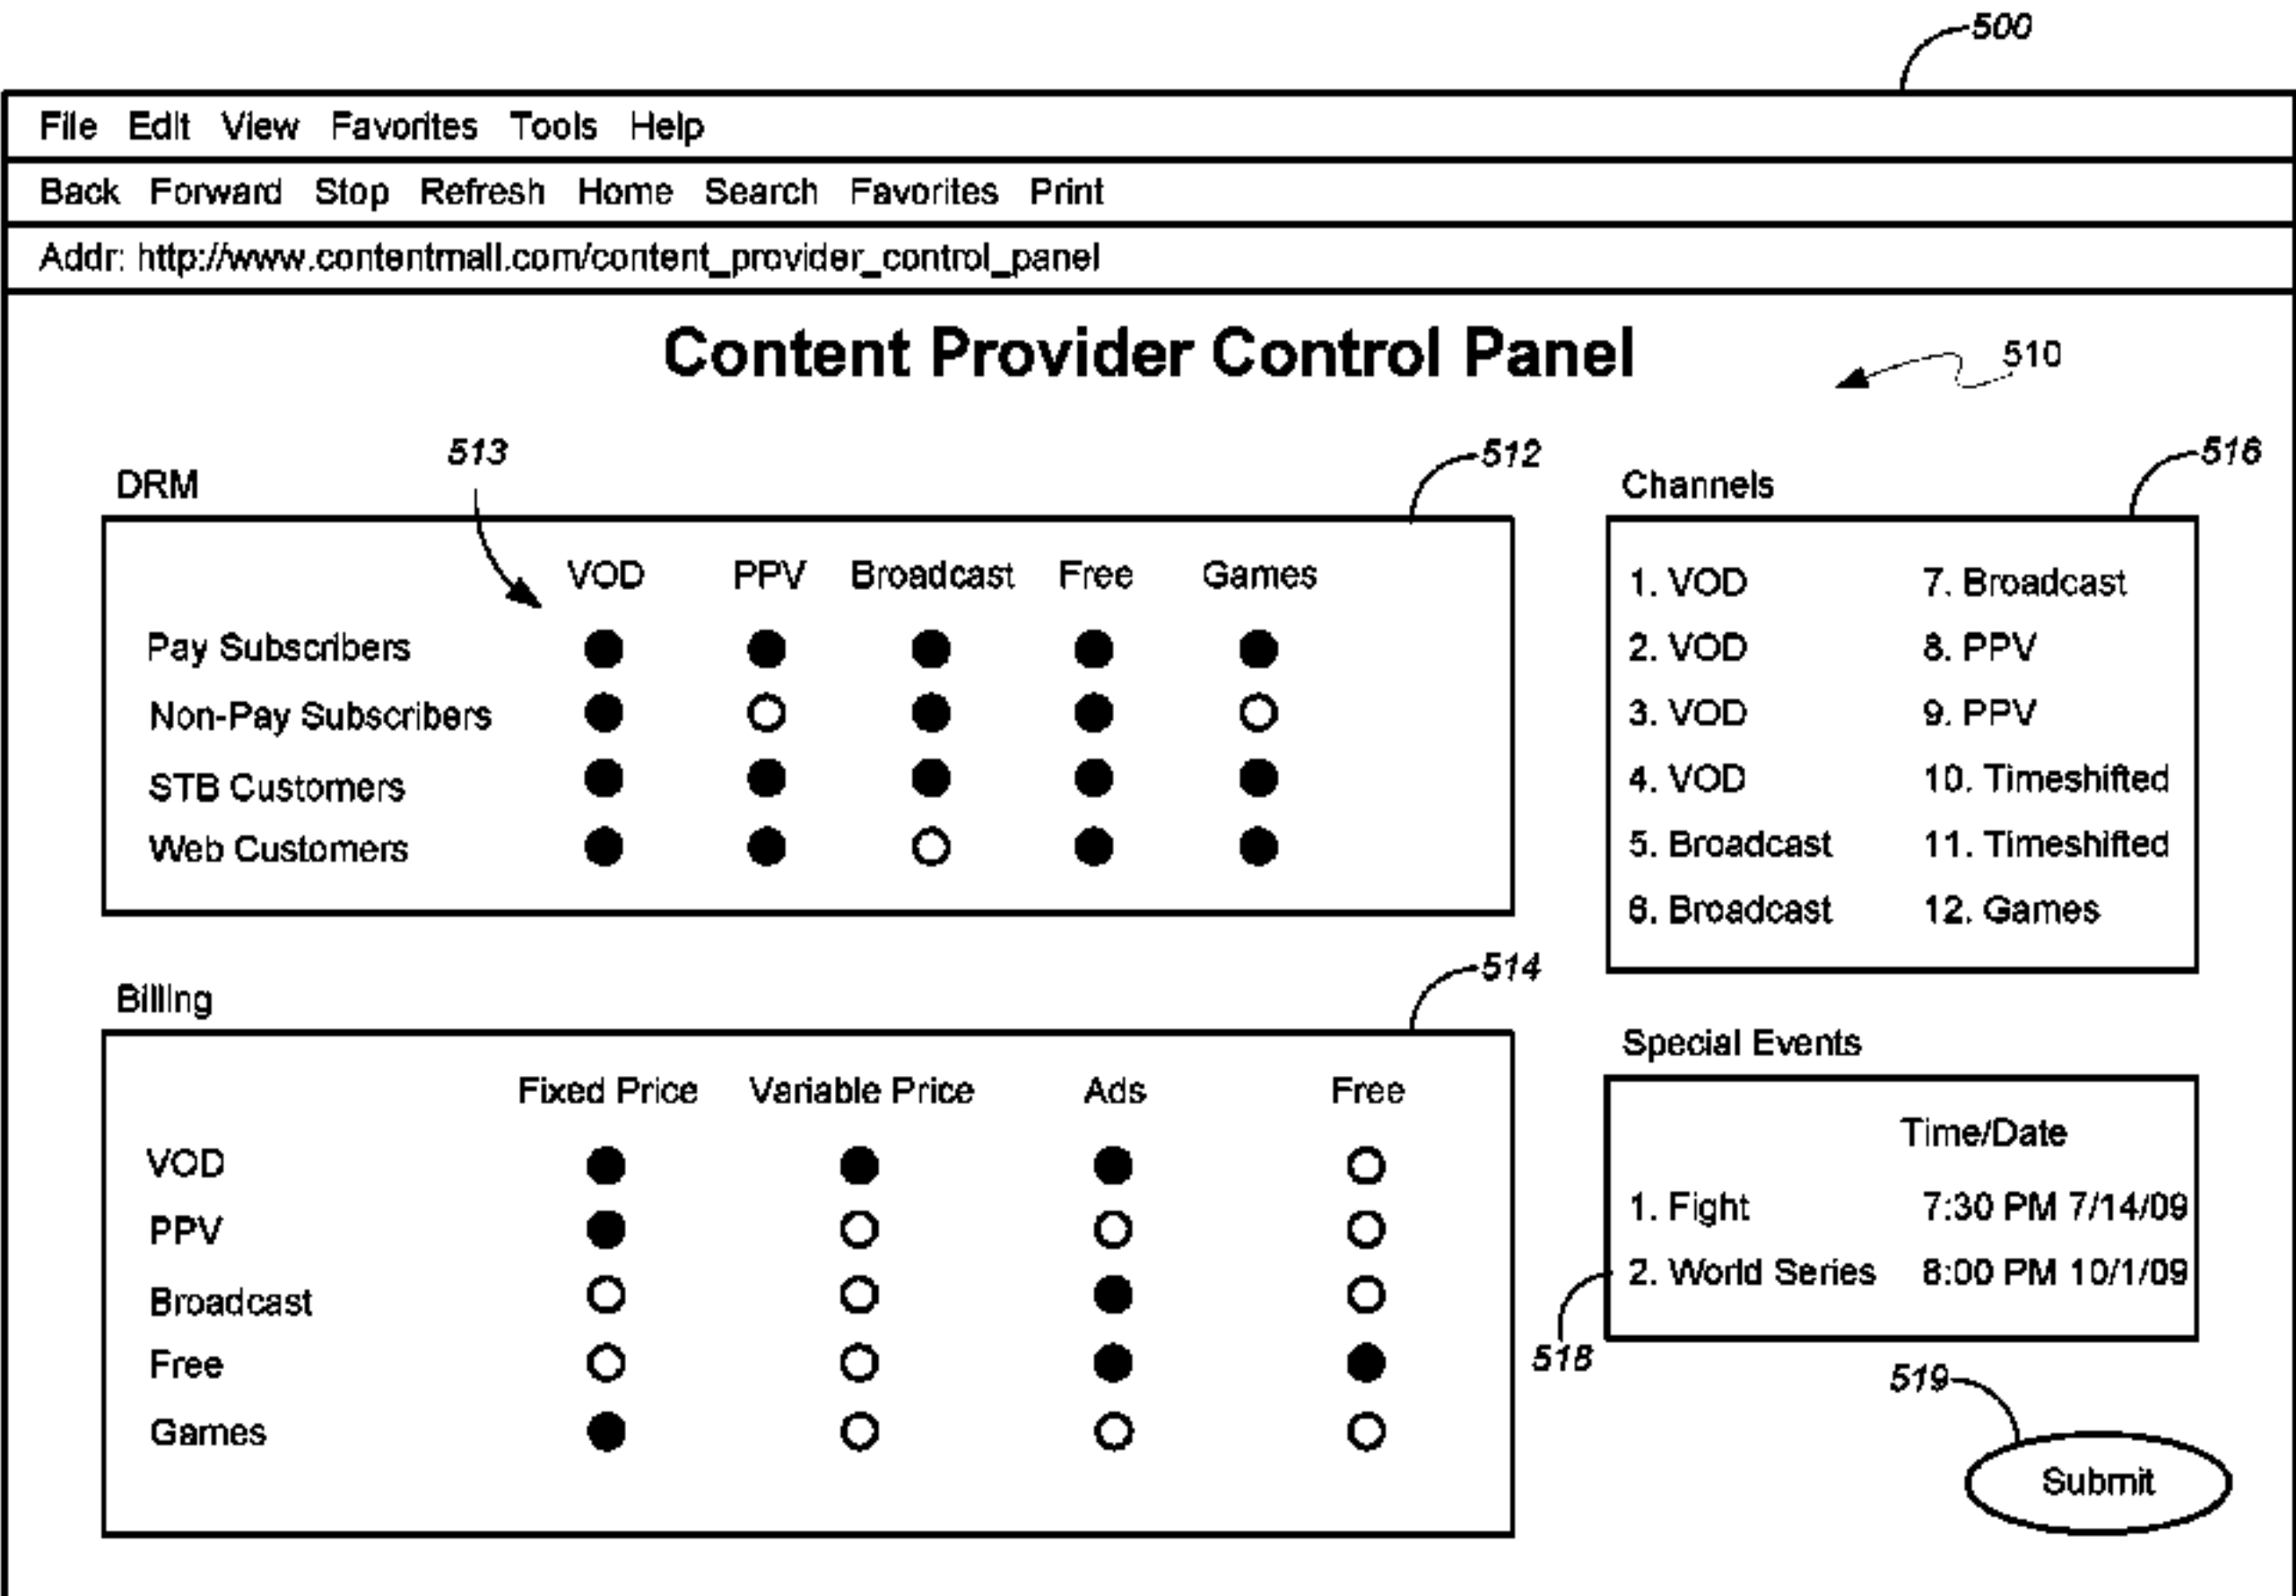 500
File Edit View Favorites Tools Help
Back Forward Stop Refresh Home Search Favorites Print
Addr: http://www.contentmall.com/content_provider_control_panel
Content Provider Control Panel
510
513
512
DRM
VOD PPV Broadcast Free Games
Pay Subscribers
Non-Pay Subscribers
STB Customers
Web Customers
516
Channels
1. VOD 7. Broadcast
2. VOD 8. PPV
3. VOD 9. PPV
4. VOD 10. Timeshifted
5. Broadcast 11. Timeshifted
6. Broadcast 12. Games
514
Billing
Fixed Price Variable Price Ads Free
VOD
PPV
Broadcast
Free
Games
Special Events
Time/Date
1. Fight 7:30 PM 7/14/09
2. World Series 8:00 PM 10/1/09
518
519
Submit